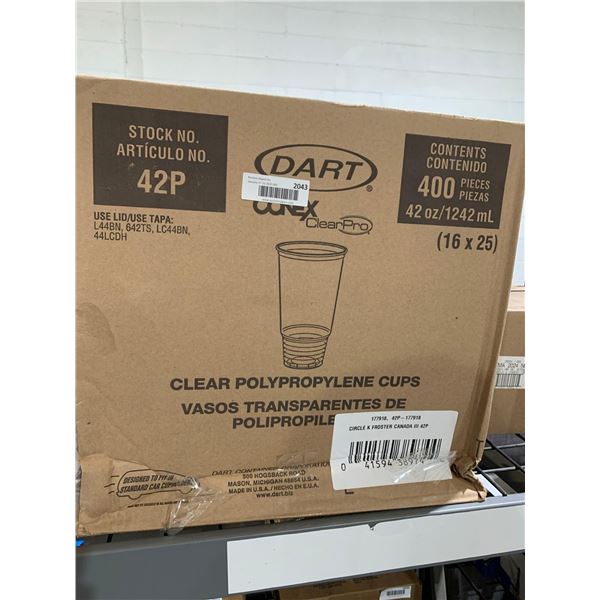 STOCK NO.
ARTÍCULO NO.
42P
USE LID/USE TAPA:
L44BN, 642TS, LC44BN,
44LCDH
DART
2043
CONEX
ClearPro
CONTENTS
CONTENIDO
400 PIECES
PIEZAS
42 oz/1242 mL
(16 x 25)
CLEAR POLYPROPYLENE CUPS
VASOS TRANSPARENTES DE
POLIPROPILE
177918. 42P-177918
CIRCLE K FROSTER CANADA III 42P
0 41594
DESIGNED TO FIT IN
STANDARD CAR CUP
DART CONTAINER CORPORATION
500 HOGSBACK ROAD
MASON, MICHIGAN 48854 U.S.A.
MADE IN U.S.A./HECHO EN E.U.A.
www.dart.biz